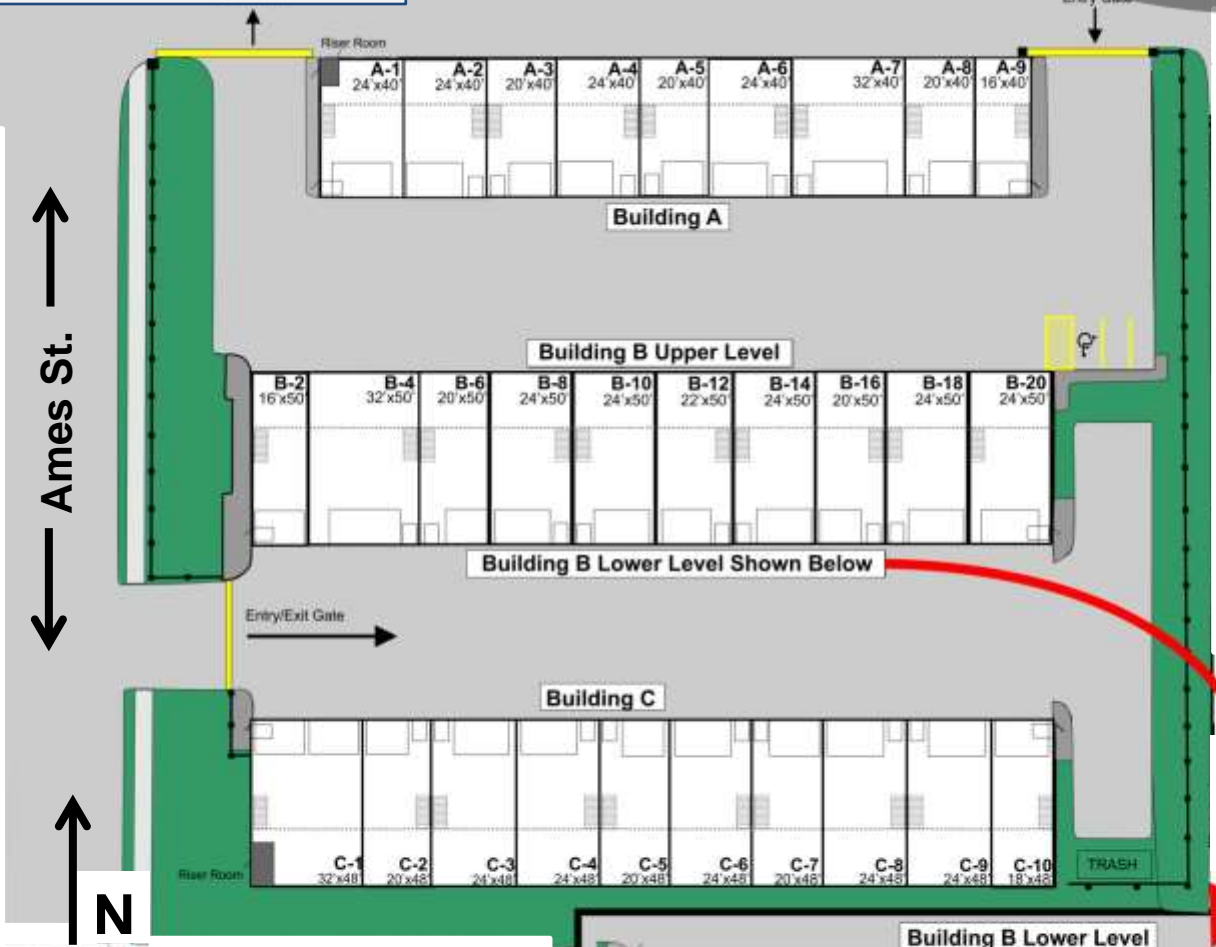 Entry Gate
Riser Room
A-1
24'x40'
A-2
24'x40'
A-3
20'x40'
A-4
24'x40'
A-5
20'x40'
A-6
24'x40'
A-7
32'x40'
A-8
20'x40'
A-9
16'x40'
Building A
Ames St.
Building B Upper Level
B-2
16'x50'
B-4
32'x50'
B-6
20'x50'
B-8
24'x50'
B-10
24'x50'
B-12
22'x50'
B-14
24'x50'
B-16
20'x50'
B-18
24'x50'
B-20
24'x50'
Building B Lower Level Shown Below
Entry/Exit Gate
Building C
C-1
32'x48'
C-2
20'x48'
C-3
24'x48'
C-4
24'x48'
C-5
20'x48'
C-6
24'x48'
C-7
20'x48'
C-8
24'x48'
C-9
24'x48'
C-10
18'x48'
Riser Room
TRASH
N
Building B Lower Level